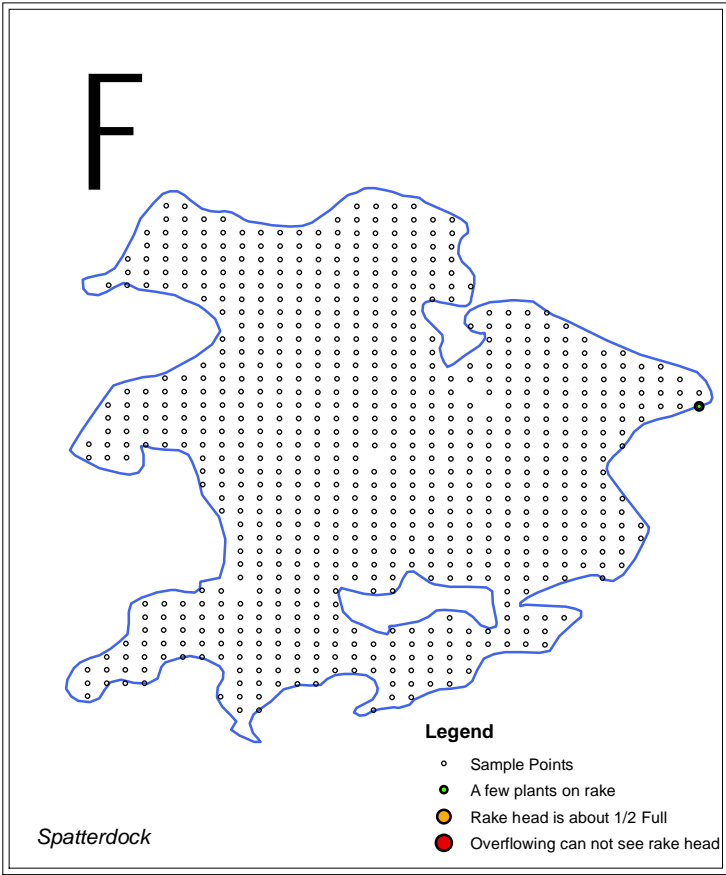 F
Legend
Sample Points
A few plants on rake
Rake head is about 1/2 Full
Overflowing can not see rake head
Spatterdock